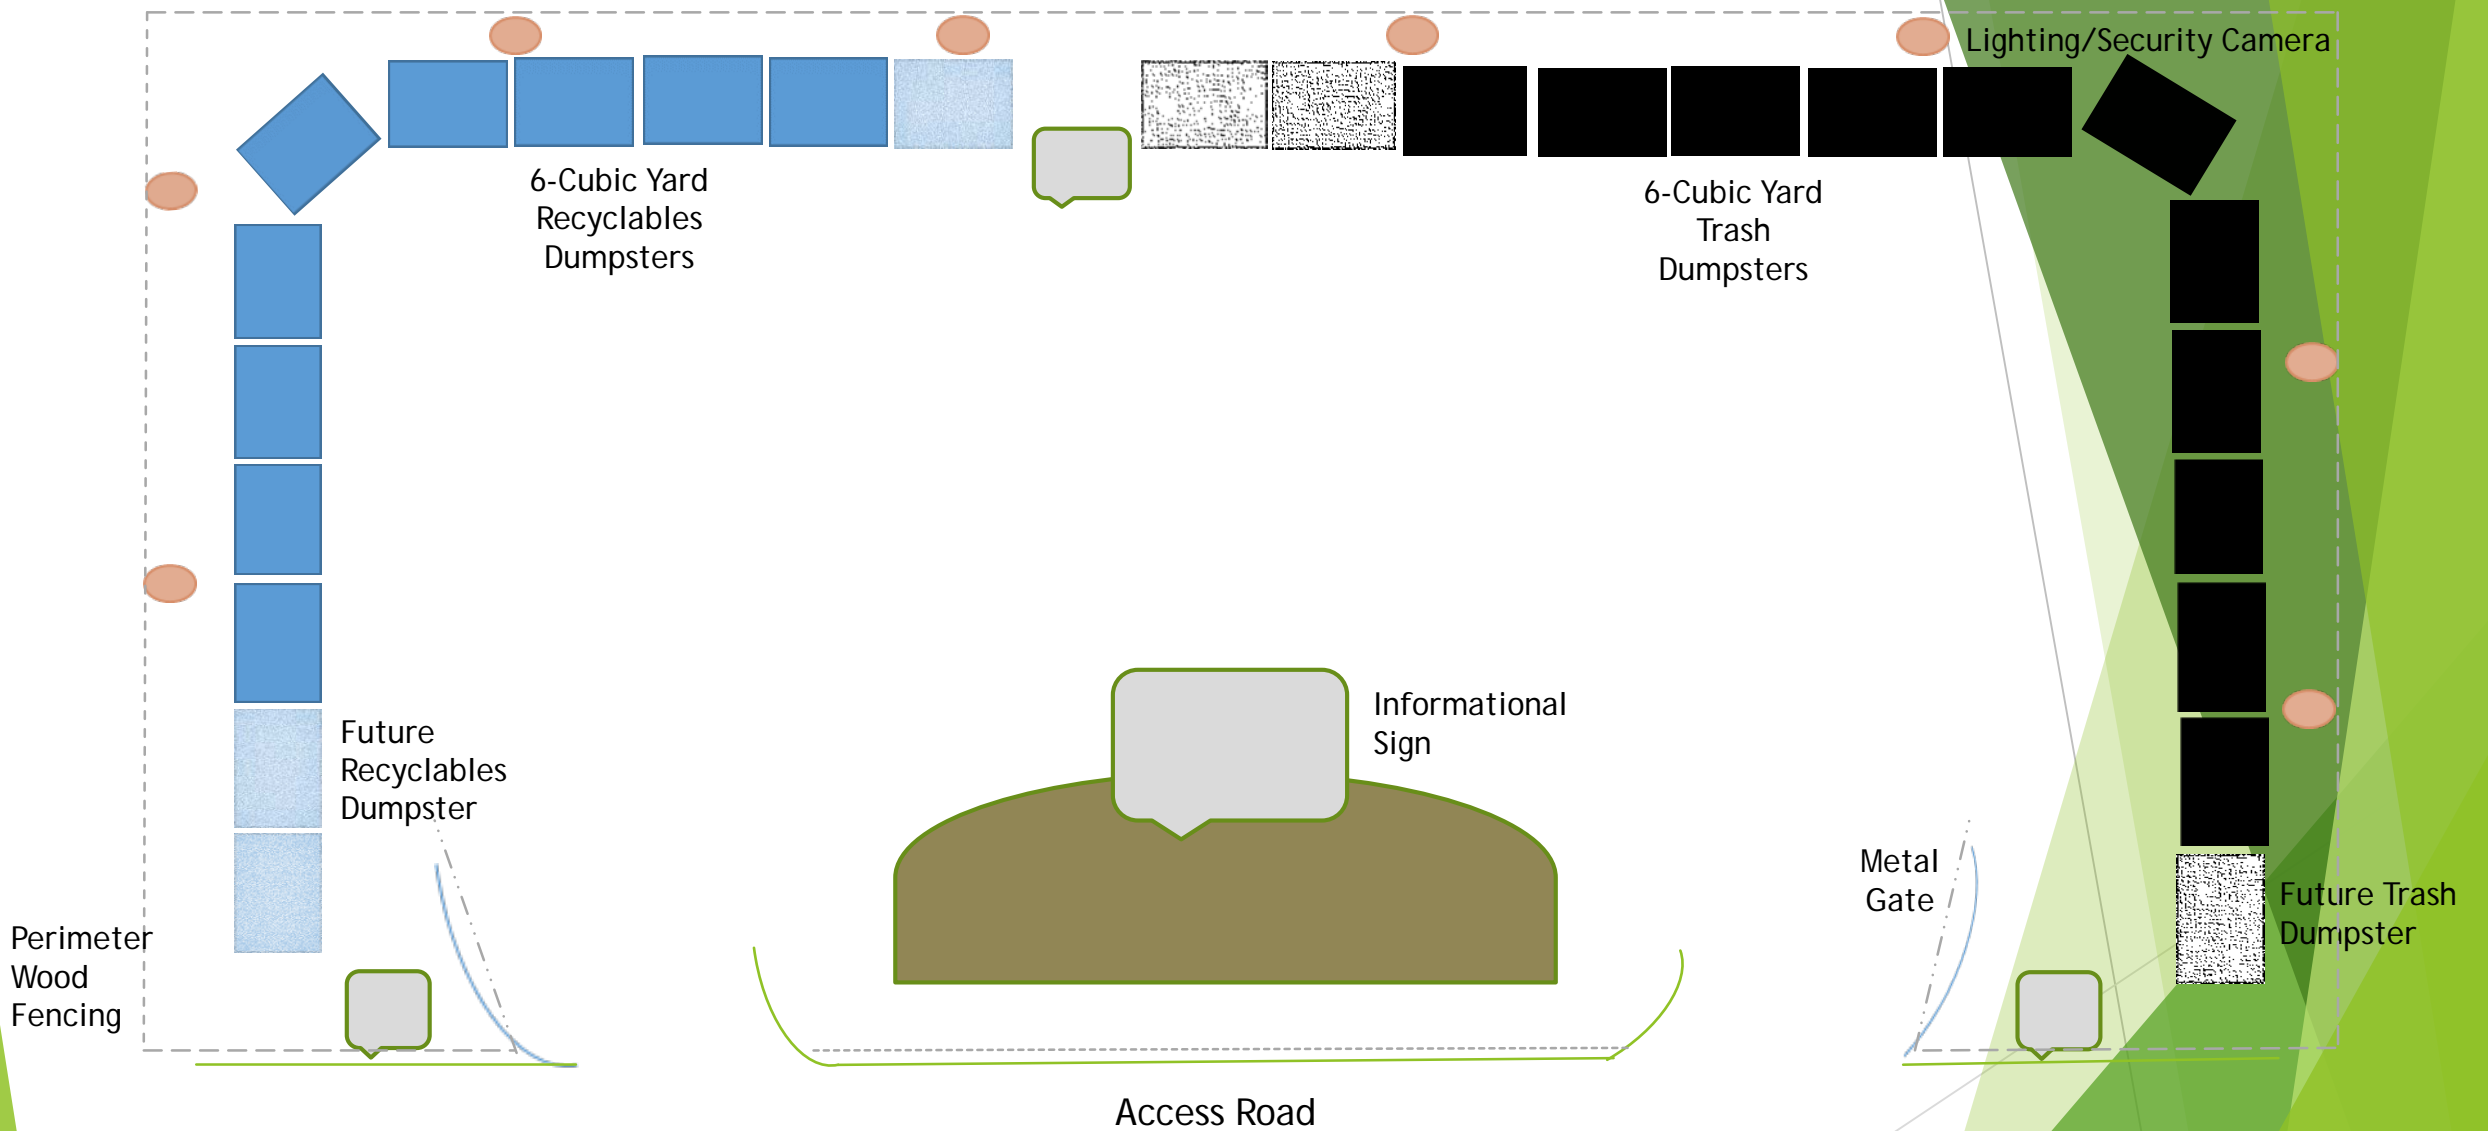 Lighting/Security Camera
6-Cubic Yard
Recyclables
Dumpsters
6-Cubic Yard
Trash
Dumpsters
Informational
Sign
Future
Recyclables
Dumpster
Metal
Gate
Future Trash
Dumpster
Perimeter
Wood
Fencing
Access Road